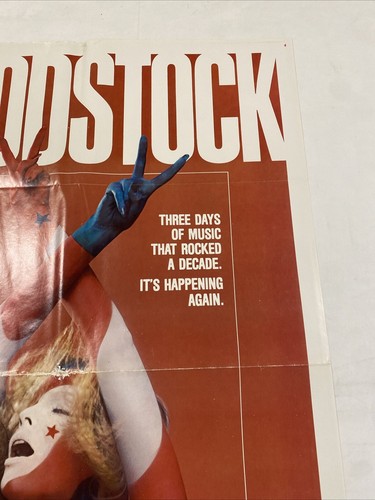 ODSTOCK
THREE DAYS
OF MUSIC
THAT ROCKED
A DECADE.
IT'S HAPPENING
AGAIN.